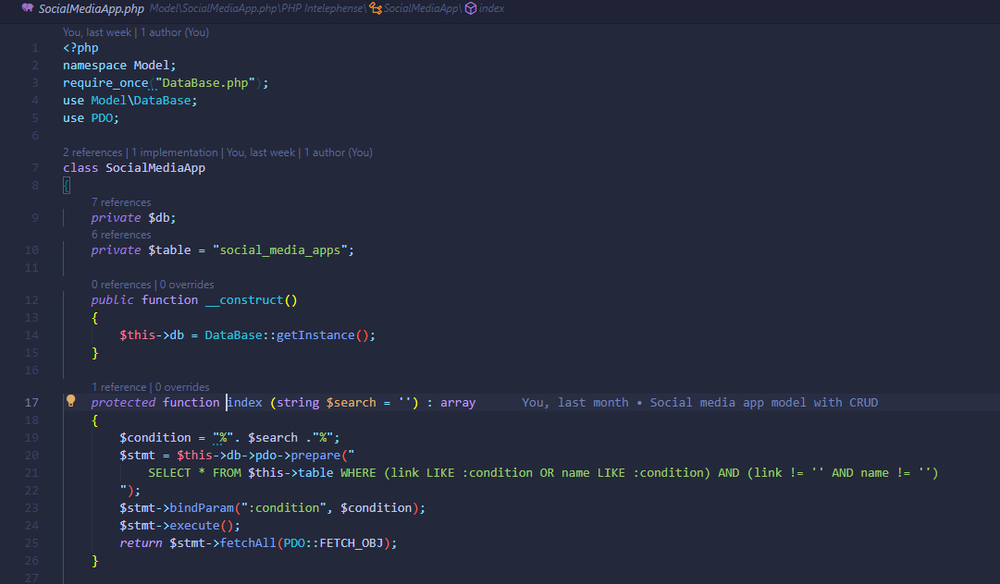 SocialMediaApp.php Model\SocialMediaApp.php\PHP Intelephense\ SocialMediaApp\ index
You, last week | 1 author (You)
1 <?php
2 namespace Model;
3 require_once("DataBase.php");
4 use Model\DataBase;
5 use PDO;
6
2 references | 1 implementation | You, last week | 1 author (You)
7 class SocialMediaApp
8 {
7 references
9 private $db;
6 references
10 private $table = "social_media_apps";
11
0 references | 0 overrides
12 public function __construct()
13 {
14 $this->db = DataBase::getInstance();
15 }
16
1 reference | 0 overrides
17 protected function index (string $search = '') : array You, last month • Social media app model with CRUD
18 {
19 $condition = "%". $search ."%";
20 $stmt = $this->db->pdo->prepare("
21 SELECT * FROM $this->table WHERE (link LIKE :condition OR name LIKE :condition) AND (link != '' AND name != '')
22 ");
23 $stmt->bindParam(":condition", $condition);
24 $stmt->execute();
25 return $stmt->fetchAll(PDO::FETCH_OBJ);
26 }
27